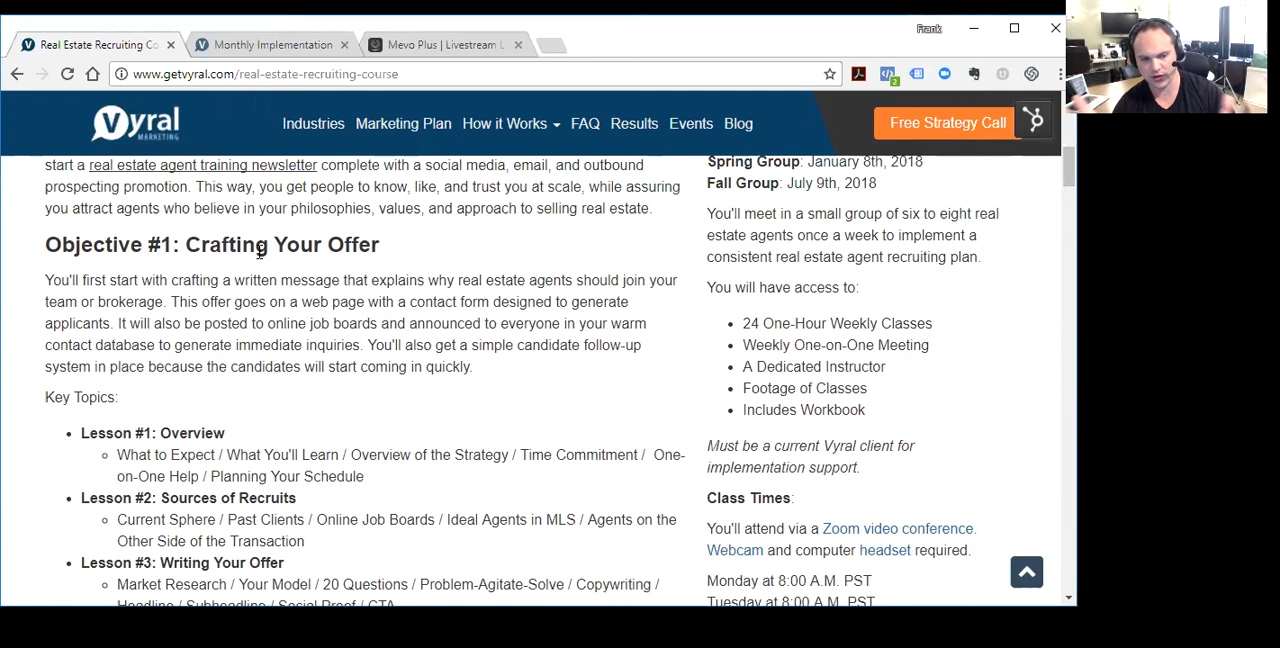 Frank
Real Estate Recruiting Co
Monthly Implementation
Mevo Plus | Livestream L
www.getvyral.com/real-estate-recruiting-course
2
Vyral
MARKETING
Industries
Marketing Plan
How it Works
FAQ
Results
Events
Blog
Free Strategy Call
start a real estate agent training newsletter complete with a social media, email, and outbound
prospecting promotion. This way, you get people to know, like, and trust you at scale, while assuring
you attract agents who believe in your philosophies, values, and approach to selling real estate.
Objective #1: Crafting Your Offer
You'll first start with crafting a written message that explains why real estate agents should join your
team or brokerage. This offer goes on a web page with a contact form designed to generate
applicants. It will also be posted to online job boards and announced to everyone in your warm
contact database to generate immediate inquiries. You'll also get a simple candidate follow-up
system in place because the candidates will start coming in quickly.
Key Topics:
Lesson #1: Overview
What to Expect / What You'll Learn / Overview of the Strategy / Time Commitment / One-
on-One Help / Planning Your Schedule
Lesson #2: Sources of Recruits
Current Sphere / Past Clients / Online Job Boards / Ideal Agents in MLS / Agents on the
Other Side of the Transaction
Lesson #3: Writing Your Offer
Market Research / Your Model / 20 Questions / Problem-Agitate-Solve / Copywriting /
Headline / Subheadline / Social Proof / CTA
Spring Group: January 8th, 2018
Fall Group: July 9th, 2018
You'll meet in a small group of six to eight real
estate agents once a week to implement a
consistent real estate agent recruiting plan.
You will have access to:
24 One-Hour Weekly Classes
Weekly One-on-One Meeting
A Dedicated Instructor
Footage of Classes
Includes Workbook
Must be a current Vyral client for
implementation support.
Class Times:
You'll attend via a Zoom video conference.
Webcam and computer headset required.
Monday at 8:00 A.M. PST
Tuesday at 8:00 A.M. PST